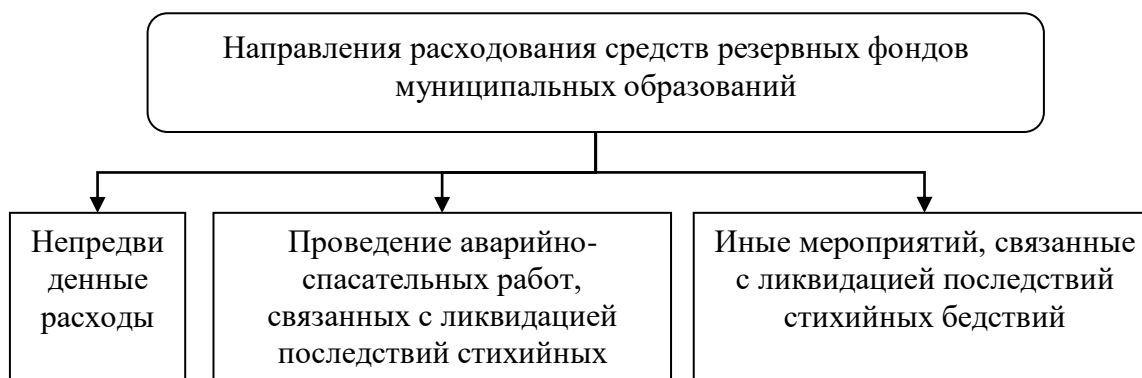 Направления расходования средств резервных фондов
муниципальных образований
Непредви
денные
расходы
Проведение аварийно-
спасательных работ,
связанных с ликвидацией
последствий стихийных
Иные мероприятий, связанные
с ликвидацией последствий
стихийных бедствий